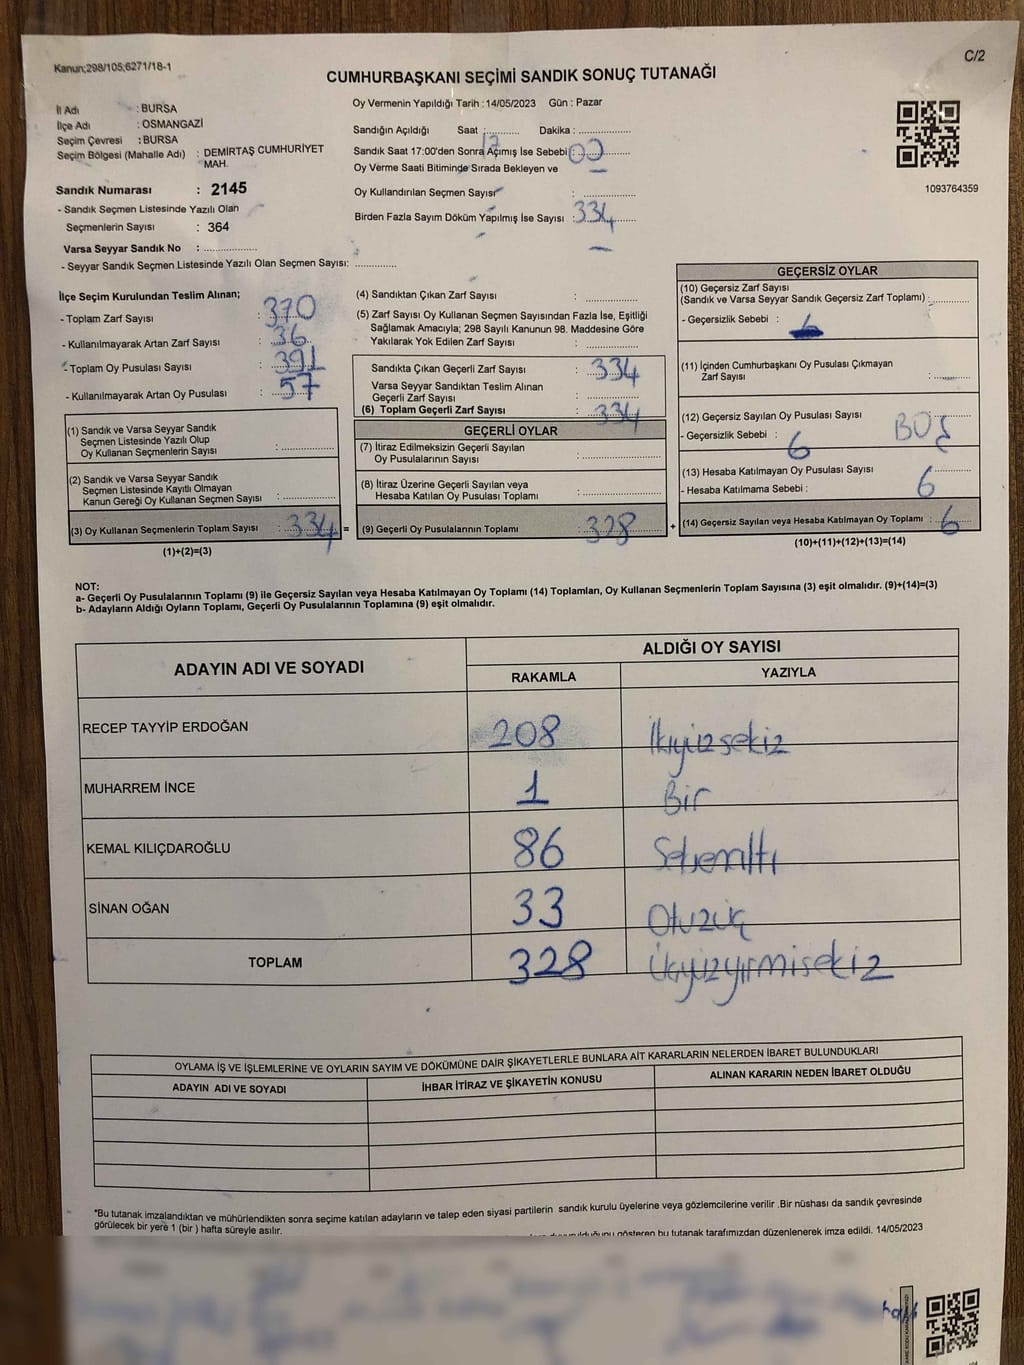 Kanun;298/105;6271/18-1
C/2
CUMHURBAŞKANI SEÇİMİ SANDIK SONUÇ TUTANAĞI
İl Adı : BURSA
İlçe Adı : OSMANGAZİ
Seçim Çevresi : BURSA
Seçim Bölgesi (Mahalle Adı) : DEMİRTAŞ CUMHURİYET
MAH.
Sandık Numarası : 2145
- Sandık Seçmen Listesinde Yazılı Olan
Seçmenlerin Sayısı : 364
Varsa Seyyar Sandık No : ..............
- Seyyar Sandık Seçmen Listesinde Yazılı Olan Seçmen Sayısı: ...........
Oy Vermenin Yapıldığı Tarih : 14/05/2023 Gün : Pazar
Sandığın Açıldığı Saat : 17 Dakika : 00
Sandık Saat 17:00'den Sonra Açımış İse Sebebi :
Oy Verme Saati Bitiminde Sırada Bekleyen ve
Oy Kullandırılan Seçmen Sayısı : ..............
Birden Fazla Sayım Döküm Yapılmış İse Sayısı : 334
1093764359
İlçe Seçim Kurulundan Teslim Alınan;
- Toplam Zarf Sayısı : 370
- Kullanılmayarak Artan Zarf Sayısı : 36
- Toplam Oy Pusulası Sayısı : 391
- Kullanılmayarak Artan Oy Pusulası : 57
(1) Sandık ve Varsa Seyyar Sandık
Seçmen Listesinde Yazılı Olup
Oy Kullanan Seçmenlerin Sayısı : ..............
(2) Sandık ve Varsa Seyyar Sandık
Seçmen Listesinde Kayıtlı Olmayan
Kanun Gereği Oy Kullanan Seçmen Sayısı : ..............
(3) Oy Kullanan Seçmenlerin Toplam Sayısı : 334 =
(1)+(2)=(3)
(4) Sandıktan Çıkan Zarf Sayısı : ..............
(5) Zarf Sayısı Oy Kullanan Seçmen Sayısından Fazla İse, Eşitliği
Sağlamak Amacıyla; 298 Sayılı Kanunun 98. Maddesine Göre
Yakılarak Yok Edilen Zarf Sayısı : ..............
Sandıkta Çıkan Geçerli Zarf Sayısı : 334
Varsa Seyyar Sandıktan Teslim Alınan
Geçerli Zarf Sayısı : ..............
(6) Toplam Geçerli Zarf Sayısı : 334
GEÇERLİ OYLAR
(7) İtiraz Edilmeksizin Geçerli Sayılan
Oy Pusulalarının Sayısı : ..............
(8) İtiraz Üzerine Geçerli Sayılan veya
Hesaba Katılan Oy Pusulası Toplamı : ..............
(9) Geçerli Oy Pusulalarının Toplamı : 328 +
GEÇERSİZ OYLAR
(10) Geçersiz Zarf Sayısı
(Sandık ve Varsa Seyyar Sandık Geçersiz Zarf Toplamı) : .........
- Geçersizlik Sebebi :
(11) İçinden Cumhurbaşkanı Oy Pusulası Çıkmayan
Zarf Sayısı : ..........
(12) Geçersiz Sayılan Oy Pusulası Sayısı : ..........
- Geçersizlik Sebebi : 6 BOŞ
(13) Hesaba Katılmayan Oy Pusulası Sayısı : ..........
- Hesaba Katılmama Sebebi : 6
(14) Geçersiz Sayılan veya Hesaba Katılmayan Oy Toplamı : 6
(10)+(11)+(12)+(13)=(14)
NOT:
a- Geçerli Oy Pusulalarının Toplamı (9) ile Geçersiz Sayılan veya Hesaba Katılmayan Oy Toplamı (14) Toplamları, Oy Kullanan Seçmenlerin Toplam Sayısına (3) eşit olmalıdır. (9)+(14)=(3)
b- Adayların Aldığı Oyların Toplamı, Geçerli Oy Pusulalarının Toplamına (9) eşit olmalıdır.
ADAYIN ADI VE SOYADI
ALDIĞI OY SAYISI
RAKAMLA YAZIYLA
RECEP TAYYİP ERDOĞAN 208 İkiyüzsekiz
MUHARREM İNCE 1 Bir
KEMAL KILIÇDAROĞLU 86 Seksenaltı
SİNAN OĞAN 33 Otuzüç
TOPLAM 328 Üçyüzyirmisekiz
OYLAMA İŞ VE İŞLEMLERİNE VE OYLARIN SAYIM VE DÖKÜMÜNE DAİR ŞİKAYETLERLE BUNLARA AİT KARARLARIN NELERDEN İBARET BULUNDUKLARI
ADAYIN ADI VE SOYADI İHBAR İTİRAZ VE ŞİKAYETİN KONUSU ALINAN KARARIN NEDEN İBARET OLDUĞU
*Bu tutanak imzalandıktan ve mühürlendikten sonra seçime katılan adayların ve talep eden siyasi partilerin sandık kurulu üyelerine veya gözlemcilerine verilir .Bir nüshası da sandık çevresinde
görülecek bir yere 1 (bir ) hafta süreyle asılır.
gösteren bu tutanak tarafımızdan düzenlenerek imza edildi. 14/05/2023